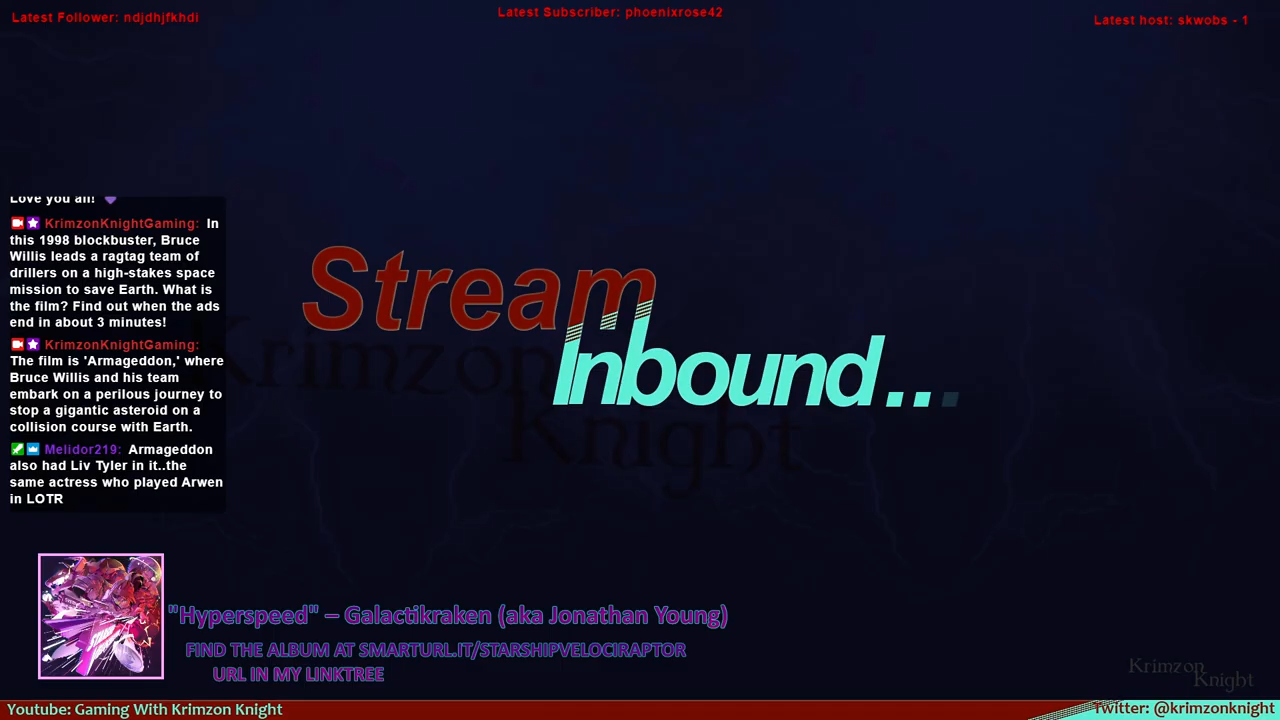 Latest Follower: ndjdhjfkhdi
Latest Subscriber: phoenixrose42
Latest host: skwobs - 1
Love you all!
KrimzonKnightGaming: In
this 1998 blockbuster, Bruce
Willis leads a ragtag team of
drillers on a high-stakes space
mission to save Earth. What is
the film? Find out when the ads
end in about 3 minutes!
KrimzonKnightGaming:
The film is 'Armageddon,' where
Bruce Willis and his team
embark on a perilous journey to
stop a gigantic asteroid on a
collision course with Earth.
Melidor219: Armageddon
also had Liv Tyler in it..the
same actress who played Arwen
in LOTR
Stream
Inbound...
Krimzon
Knight
"Hyperspeed" – Galactikraken (aka Jonathan Young)
FIND THE ALBUM AT SMARTURL.IT/STARSHIPVELOCIRAPTOR
URL IN MY LINKTREE
Krimzon
Knight
Youtube: Gaming With Krimzon Knight
Twitter: @krimzonknight